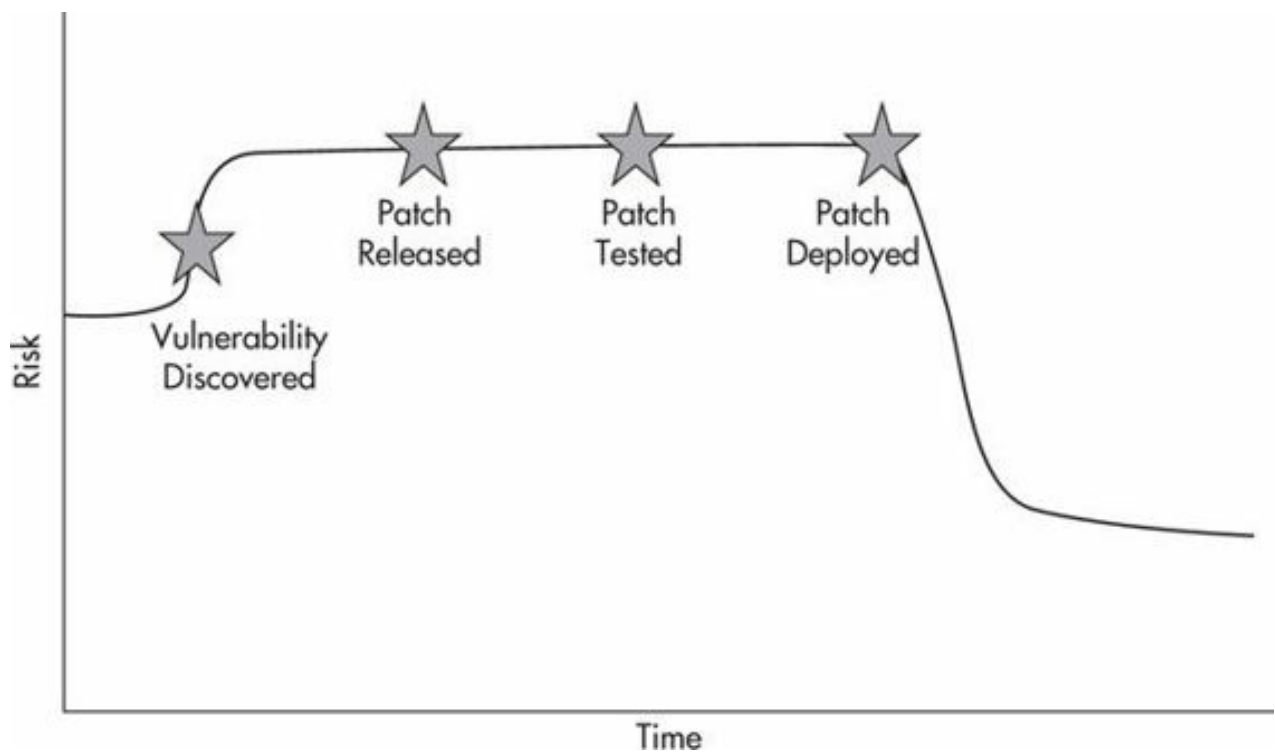 Patch
Released
Patch
Tested
Patch
Deployed
Vulnerability
Discovered
Risk
Time